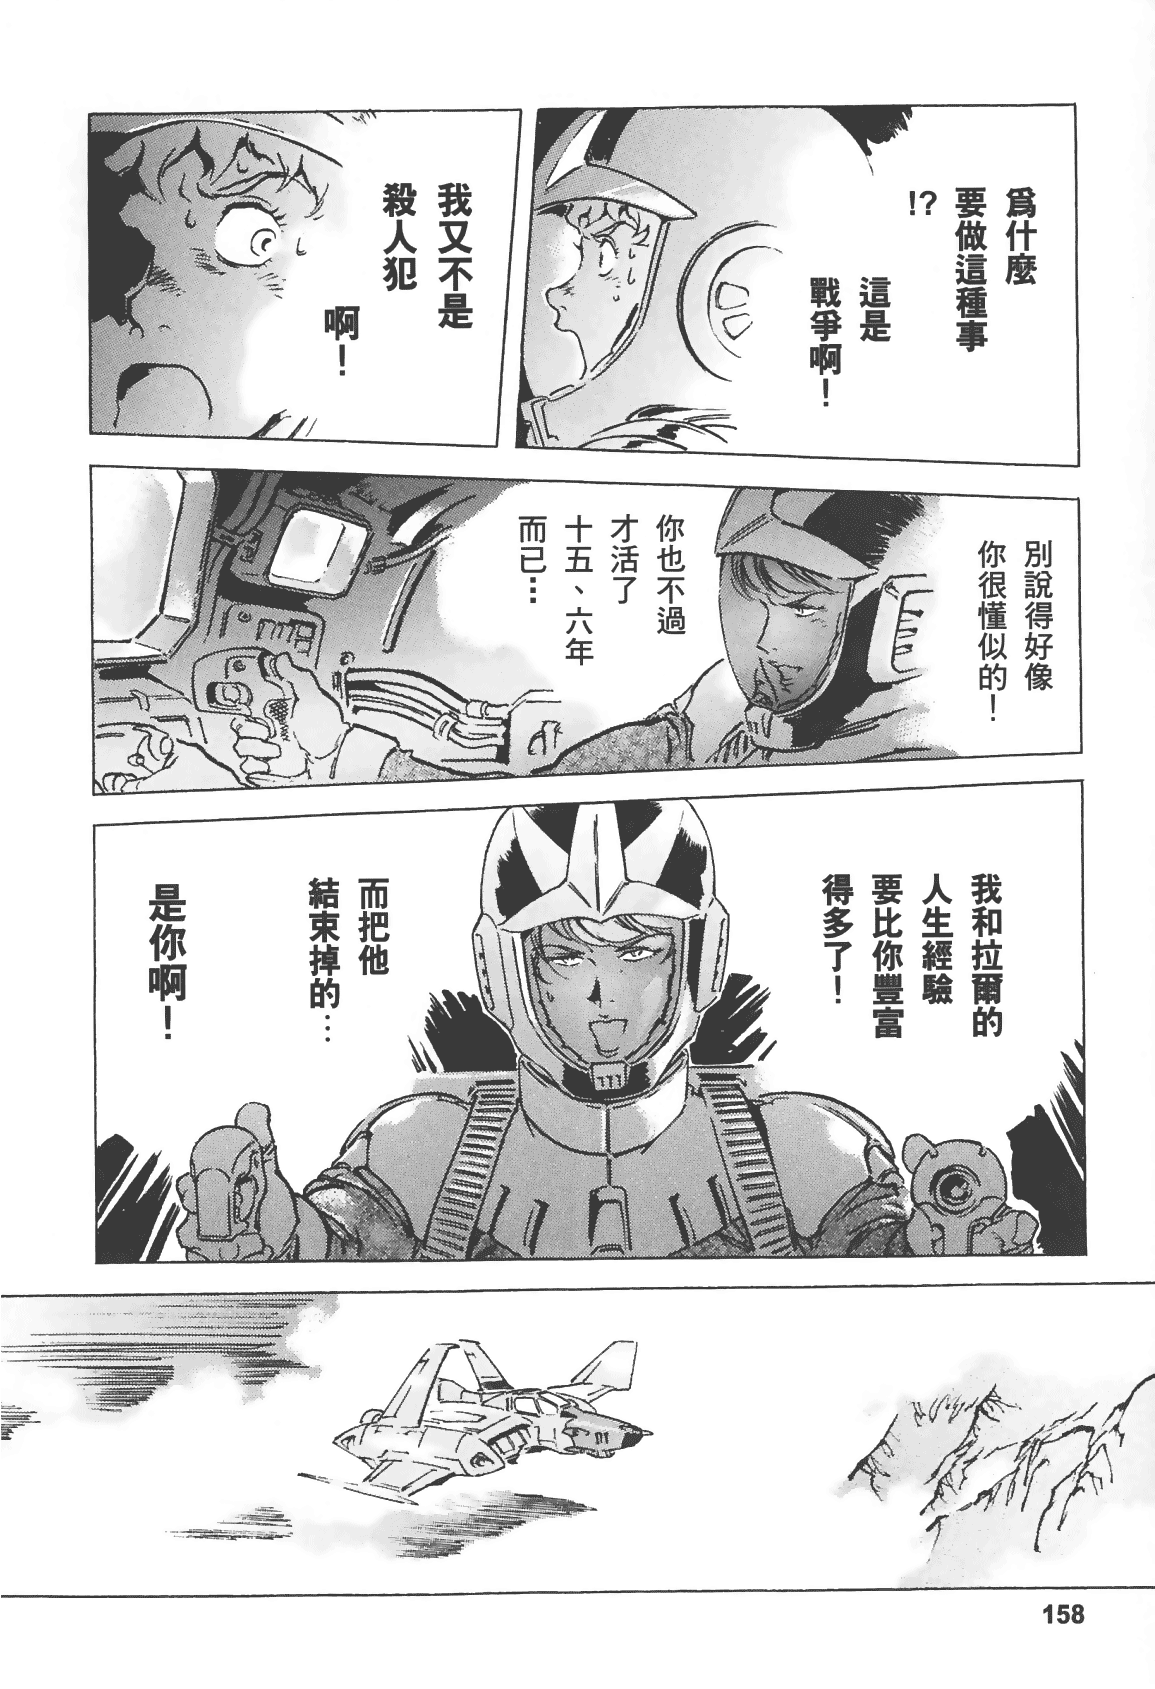 爲什麼
要做這種事
!?
這是
戰爭啊！
我又不是
殺人犯
啊！
別說得好像
你很懂似的！
你也不過
才活了
十五、六年
而已…
我和拉爾的
人生經驗
要比你豐富
得多了！
而把他
結束掉的…
是你啊！
158